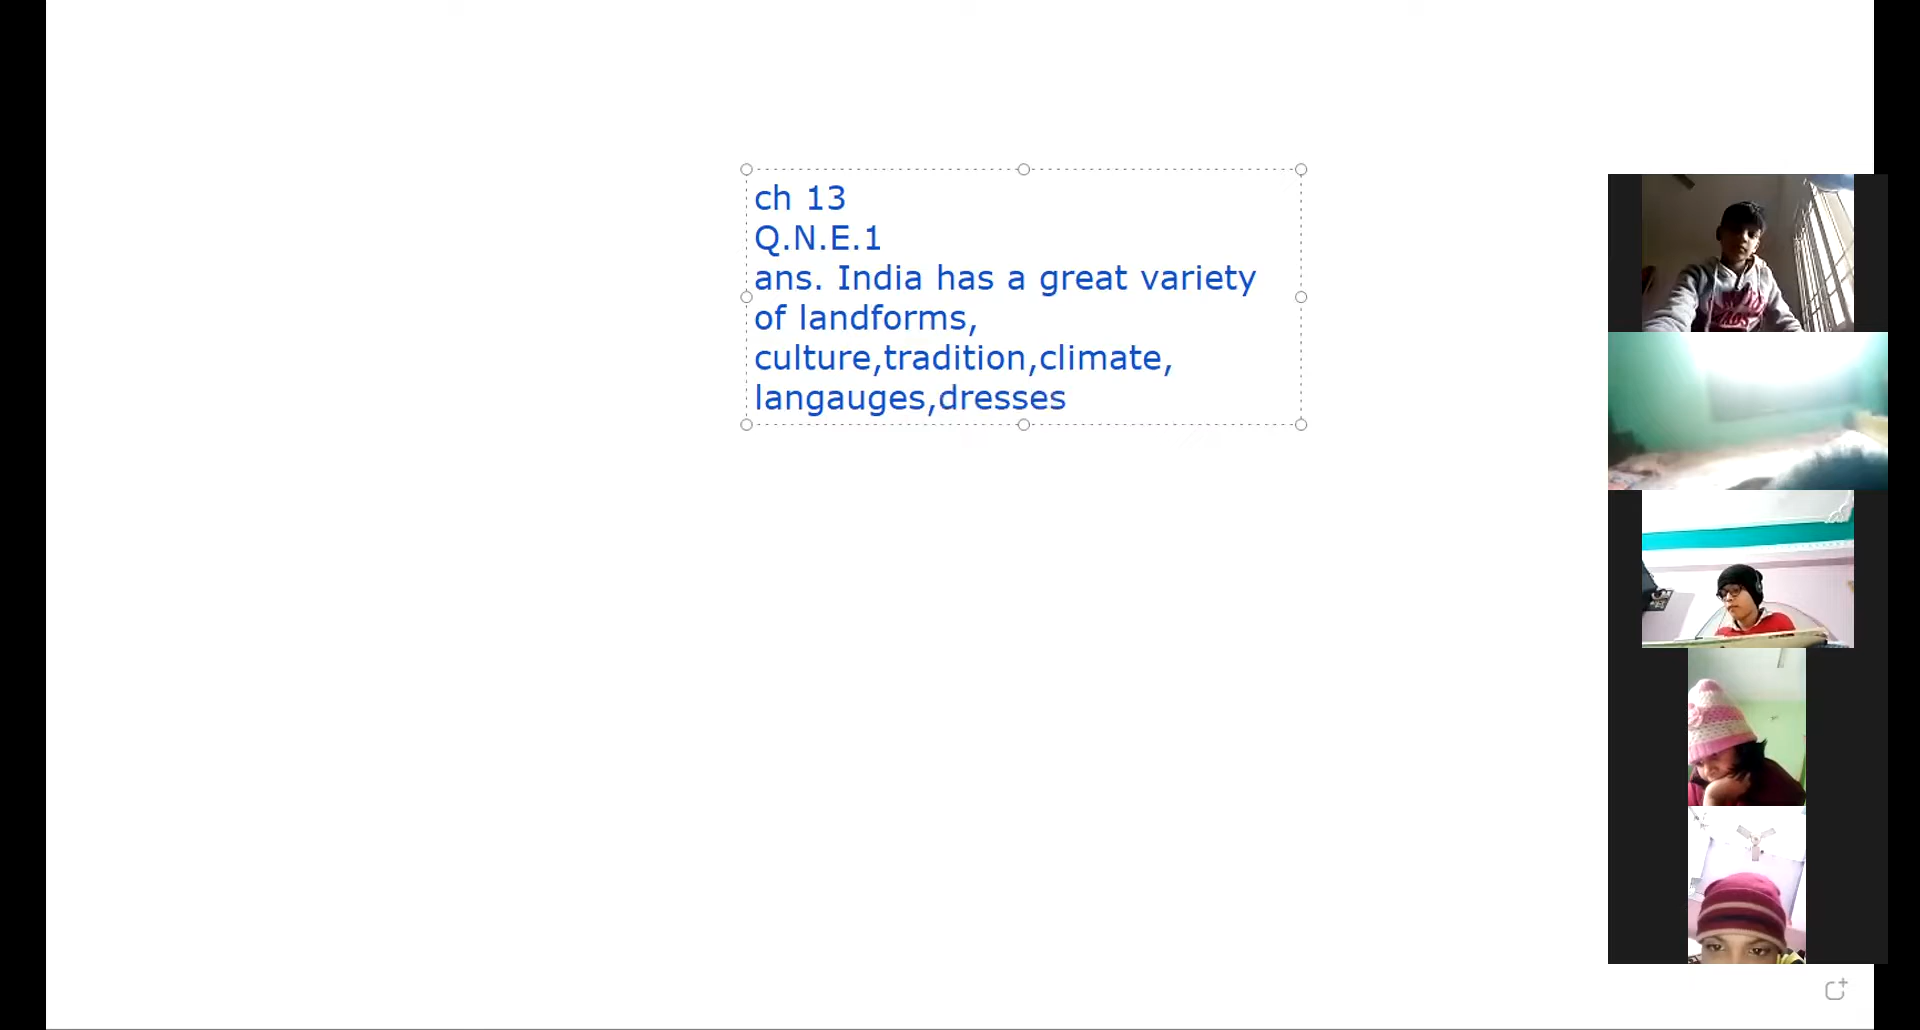 ch 13
Q.N.E.1
ans. India has a great variety
of landforms,
culture,tradition,climate,
langauges,dresses